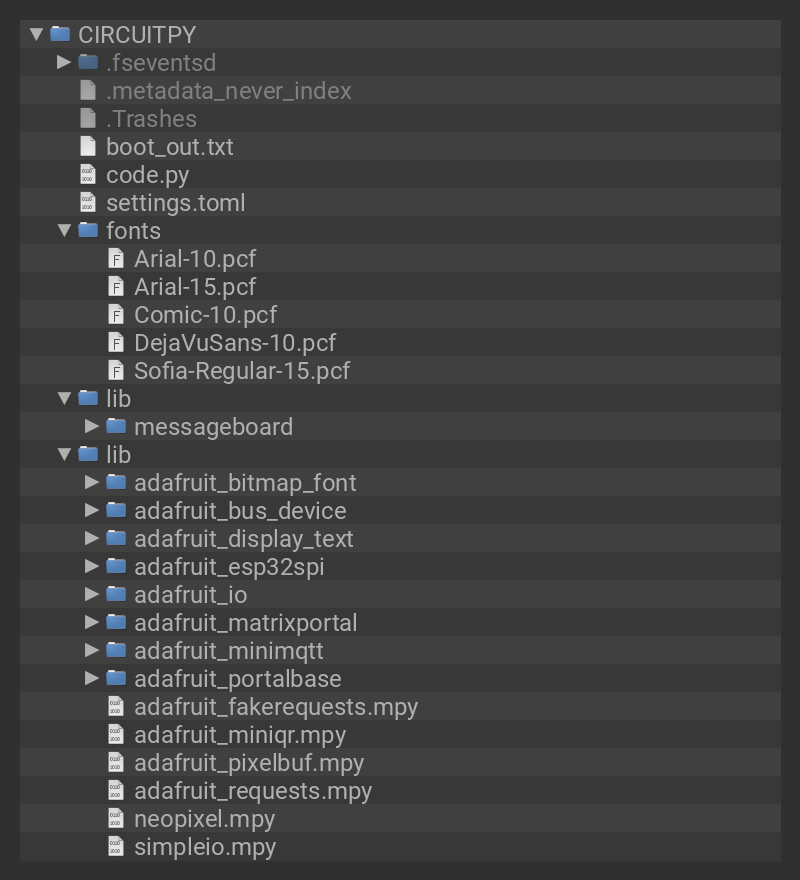 CIRCUITPY
.fseventsd
.metadata_never_index
.Trashes
boot_out.txt
code.py
settings.toml
fonts
Arial-10.pcf
Arial-15.pcf
Comic-10.pcf
DejaVuSans-10.pcf
Sofia-Regular-15.pcf
lib
messageboard
lib
adafruit_bitmap_font
adafruit_bus_device
adafruit_display_text
adafruit_esp32spi
adafruit_io
adafruit_matrixportal
adafruit_minimqtt
adafruit_portalbase
adafruit_fakerequests.mpy
adafruit_miniqr.mpy
adafruit_pixelbuf.mpy
adafruit_requests.mpy
neopixel.mpy
simpleio.mpy